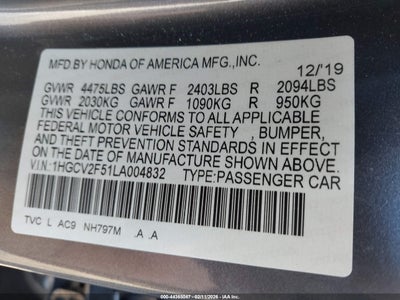 MFD.BY HONDA OF AMERICA MFG.,INC.
12/'19
GVWR 4475LBS GAWR F 2403LBS R 2094LBS
GVWR 2030KG GAWR F 1090KG R 950KG
THIS VEHICLE CONFORMS TO ALL APPLICABLE
FEDERAL MOTOR VEHICLE SAFETY , BUMPER,
AND THEFT PREVENTION STANDARDS IN EFFECT
ON THE DATE OF MANUFACTURE SHOWN ABOVE.
V.I.N:1HGCV2F51LA004832 TYPE:PASSENGER CAR
TVC L AC9 NH797M .A .A
000-44365087 - 02/11/2026 - IAA Inc.